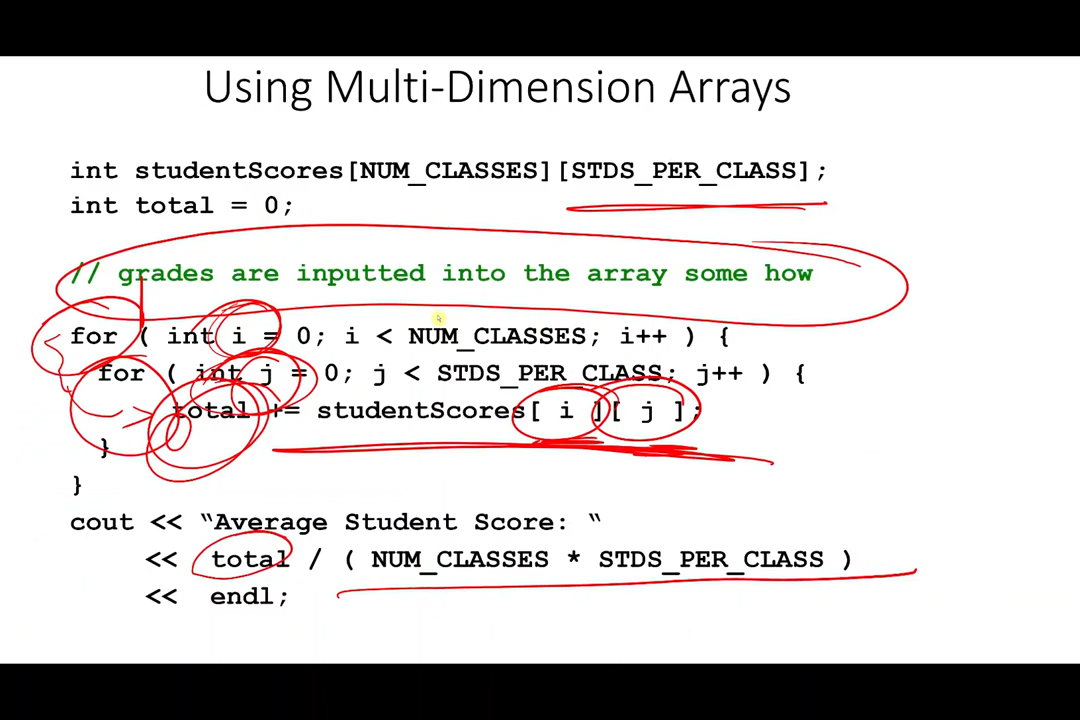 Using Multi-Dimension Arrays
int studentScores[NUM_CLASSES][STDS_PER_CLASS];
int total = 0;
// grades are inputted into the array some how
for ( int i = 0; i < NUM_CLASSES; i++ ) {
for ( int j = 0; j < STDS_PER_CLASS; j++ ) {
total += studentScores[ i ][ j ];
}
}
cout << “Average Student Score: “
<< total / ( NUM_CLASSES * STDS_PER_CLASS )
<< endl;